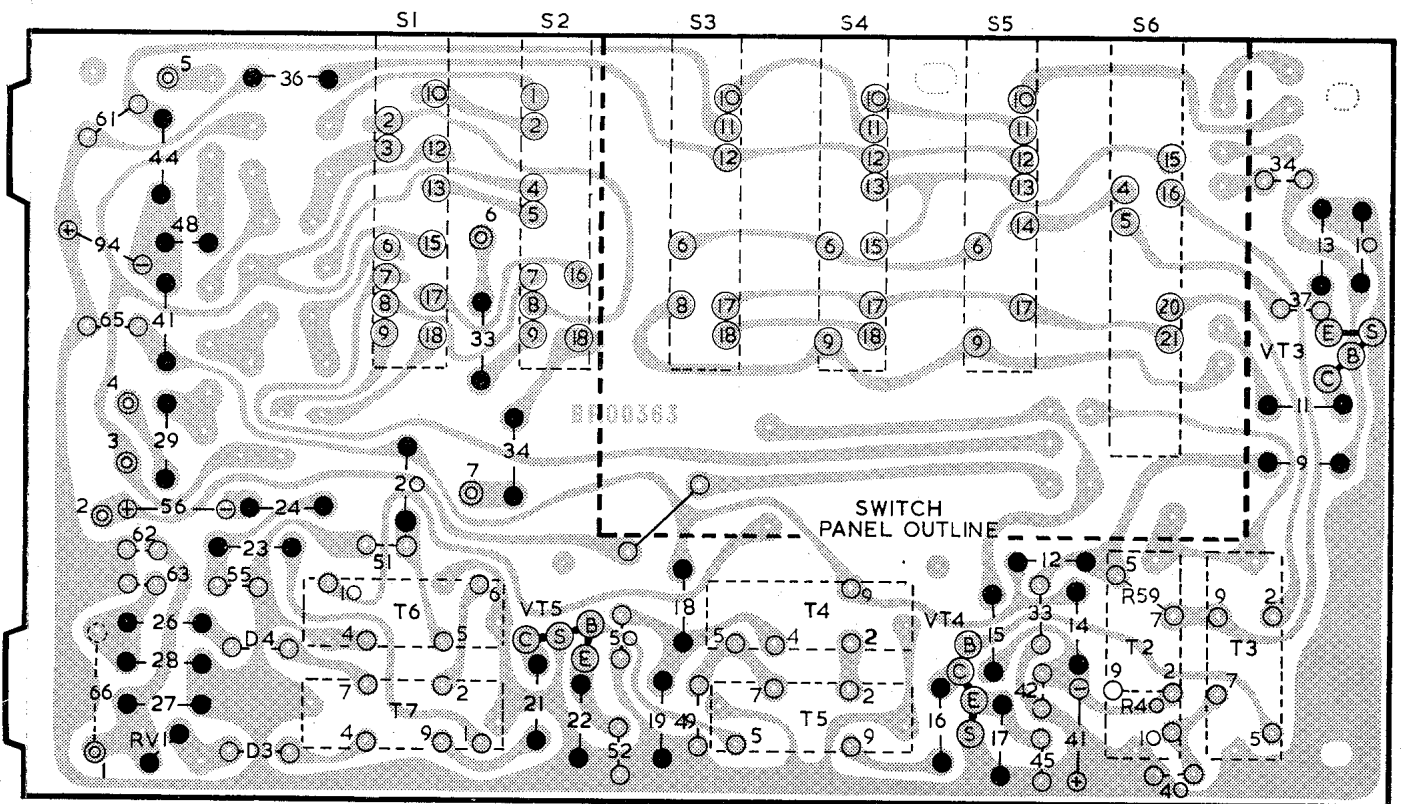 S1 S2 S3 S4 S5 S6
5 36 10 1 10 10 10
61 2 2 11 11 11
44 3 12 12 12 12 15 34
13 4 13 13 4 16
48 6 5 14 5 13 10
94 6 15 6 6 15 6
7 7 16
65 41 8 17 8 8 17 17 17 20 37
9 18 33 9 18 18 9 18 9 21 E S
VT3 B
C
4 BH00363 11
29 34
3 9
20 7
2 56 24 SWITCH
PANEL OUTLINE
62 23 51 12 5
63 55 10 6 18 9 R59
T6 VT5 T4 VT4 15 33 14 7 9 2
26 B 50 T2 T3
D4 4 5 C S 5 4 2 B
28 E C
7 2 7 2 E 42 9 2 7
66 27 T7 21 22 19 49 T5 16 S 17 R4
RV1 4 9 1 5 9 10 5
1 D3 52 45 41
40